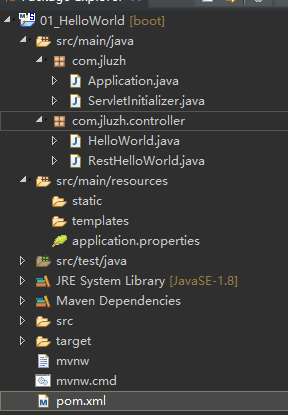 01_HelloWorld [boot]
src/main/java
com.jluzh
Application.java
ServletInitializer.java
com.jluzh.controller
HelloWorld.java
RestHelloWorld.java
src/main/resources
static
templates
application.properties
src/test/java
JRE System Library [JavaSE-1.8]
Maven Dependencies
src
target
mvnw
mvnw.cmd
pom.xml